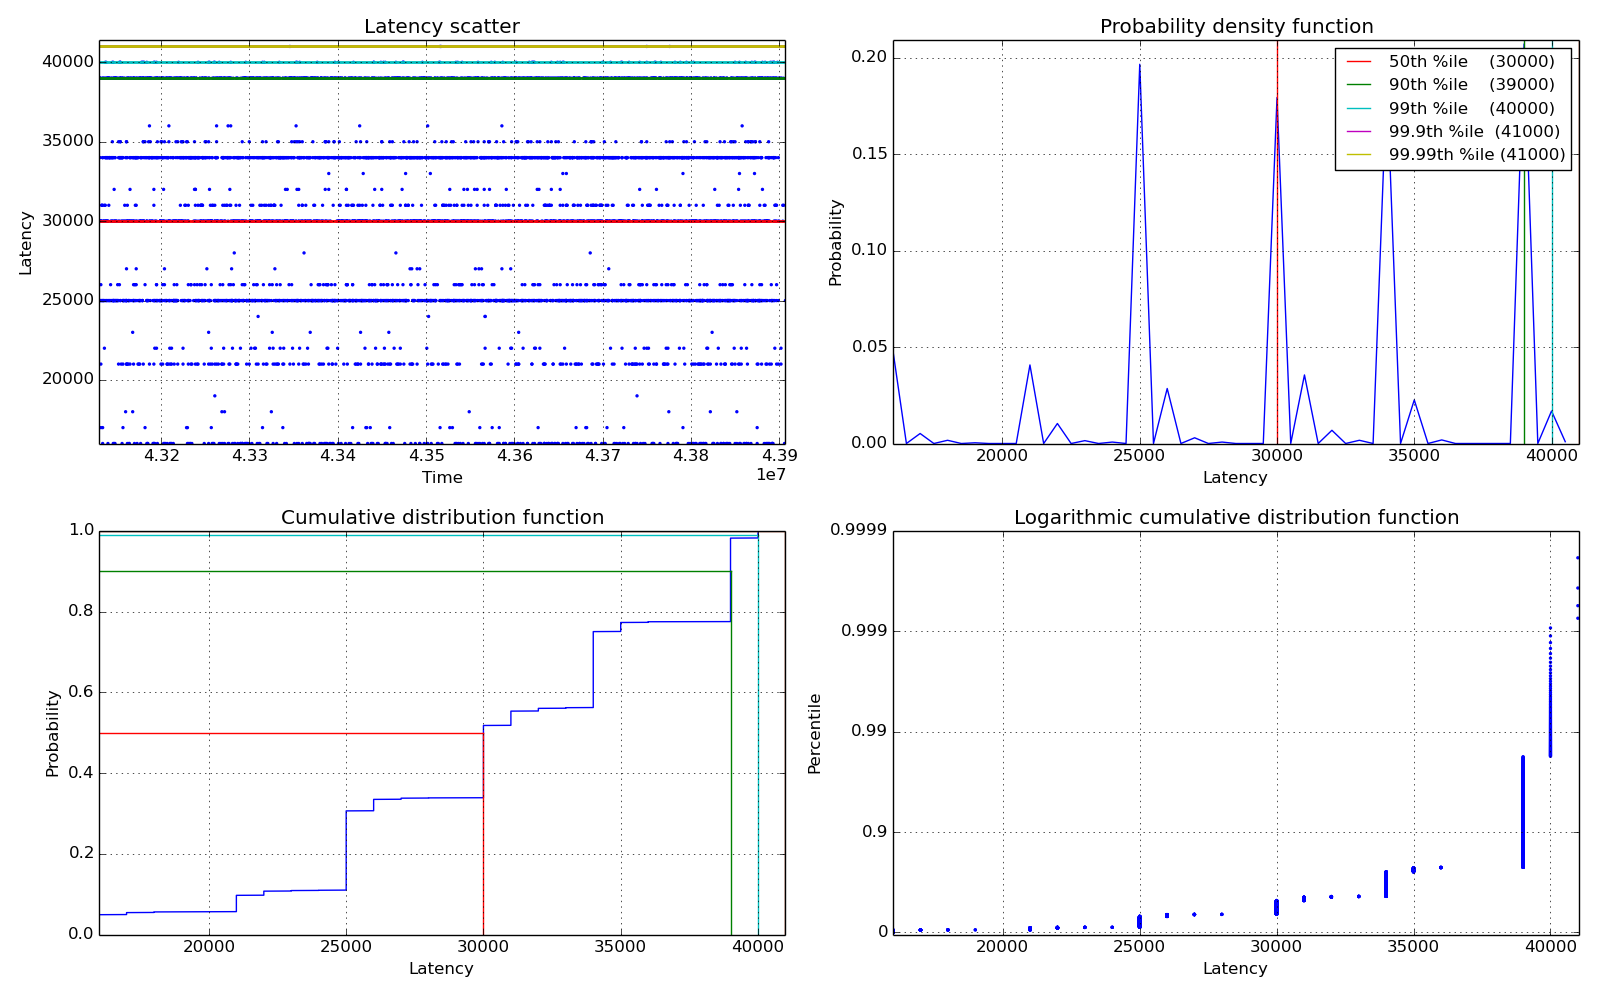 Latency scatter
40000
35000
30000
25000
20000
Latency
4.32 4.33 4.34 4.35 4.36 4.37 4.38 4.39
1e7
Time
Probability density function
0.20
0.15
0.10
0.05
0.00
Probability
50th %ile (30000)
90th %ile (39000)
99th %ile (40000)
99.9th %ile (41000)
99.99th %ile (41000)
20000 25000 30000 35000 40000
Latency
Cumulative distribution function
1.0
0.8
0.6
0.4
0.2
0.0
Probability
20000 25000 30000 35000 40000
Latency
Logarithmic cumulative distribution function
0.9999
0.999
0.99
0.9
0
Percentile
20000 25000 30000 35000 40000
Latency